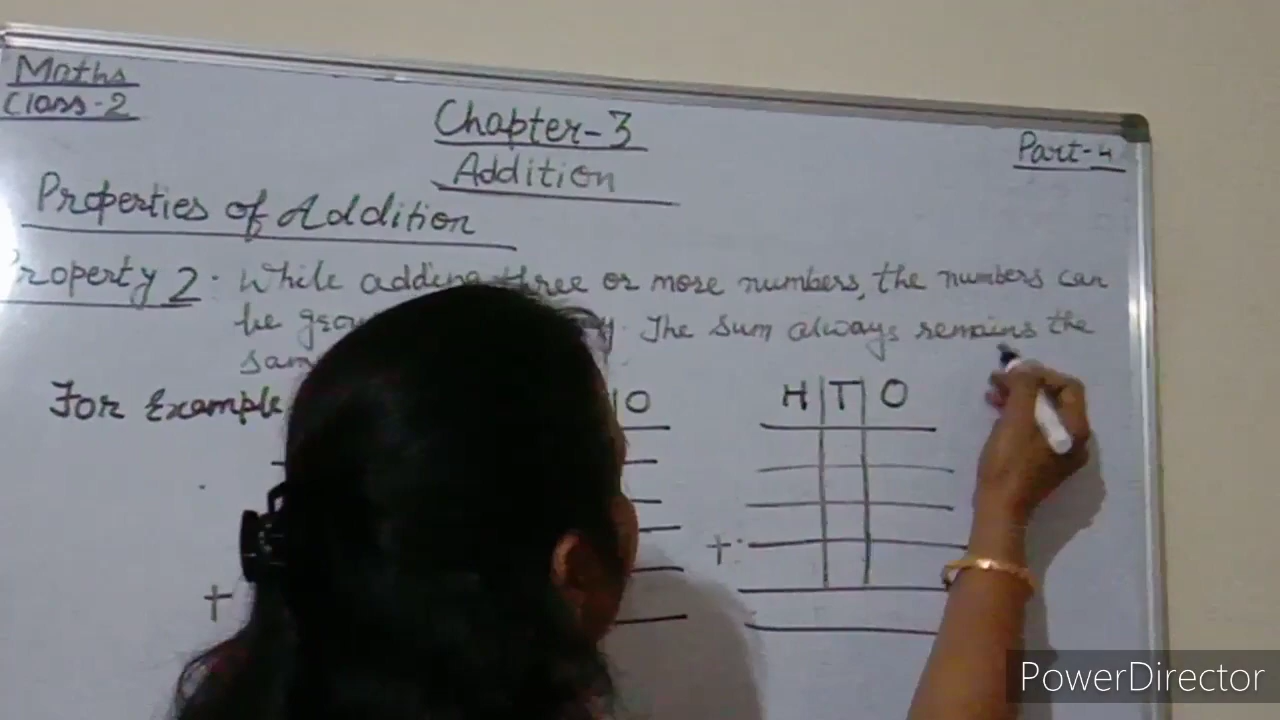 Maths
Class-2
Chapter-3
Addition
Part-4
Properties of Addition
Property 2: While adding three or more numbers, the numbers can
be The sum always remains the
For Example
O
H T O
+
+
PowerDirector